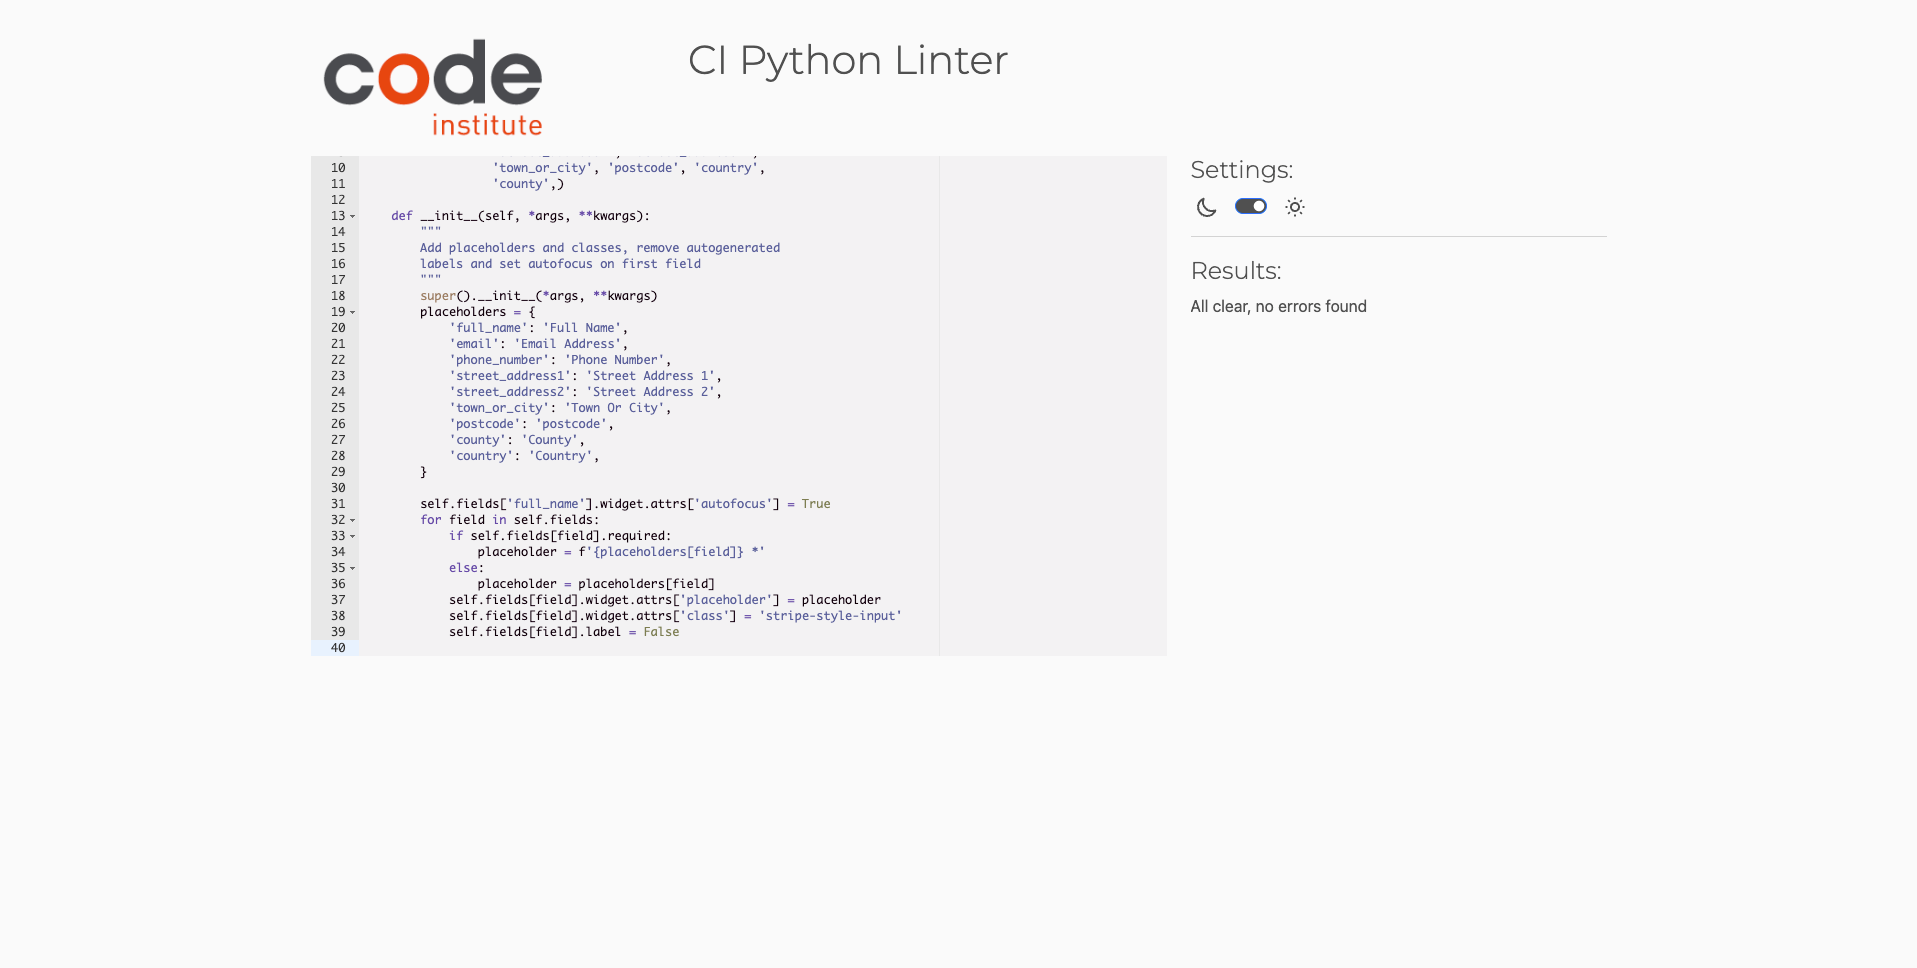 code
institute
CI Python Linter
10 'town_or_city', 'postcode', 'country',
11 'county',)
12
13 def __init__(self, *args, **kwargs):
14 """
15 Add placeholders and classes, remove autogenerated
16 labels and set autofocus on first field
17 """
18 super().__init__(*args, **kwargs)
19 placeholders = {
20 'full_name': 'Full Name',
21 'email': 'Email Address',
22 'phone_number': 'Phone Number',
23 'street_address1': 'Street Address 1',
24 'street_address2': 'Street Address 2',
25 'town_or_city': 'Town Or City',
26 'postcode': 'postcode',
27 'county': 'County',
28 'country': 'Country',
29 }
30
31 self.fields['full_name'].widget.attrs['autofocus'] = True
32 for field in self.fields:
33 if self.fields[field].required:
34 placeholder = f'{placeholders[field]} *'
35 else:
36 placeholder = placeholders[field]
37 self.fields[field].widget.attrs['placeholder'] = placeholder
38 self.fields[field].widget.attrs['class'] = 'stripe-style-input'
39 self.fields[field].label = False
40
Settings:
Results:
All clear, no errors found